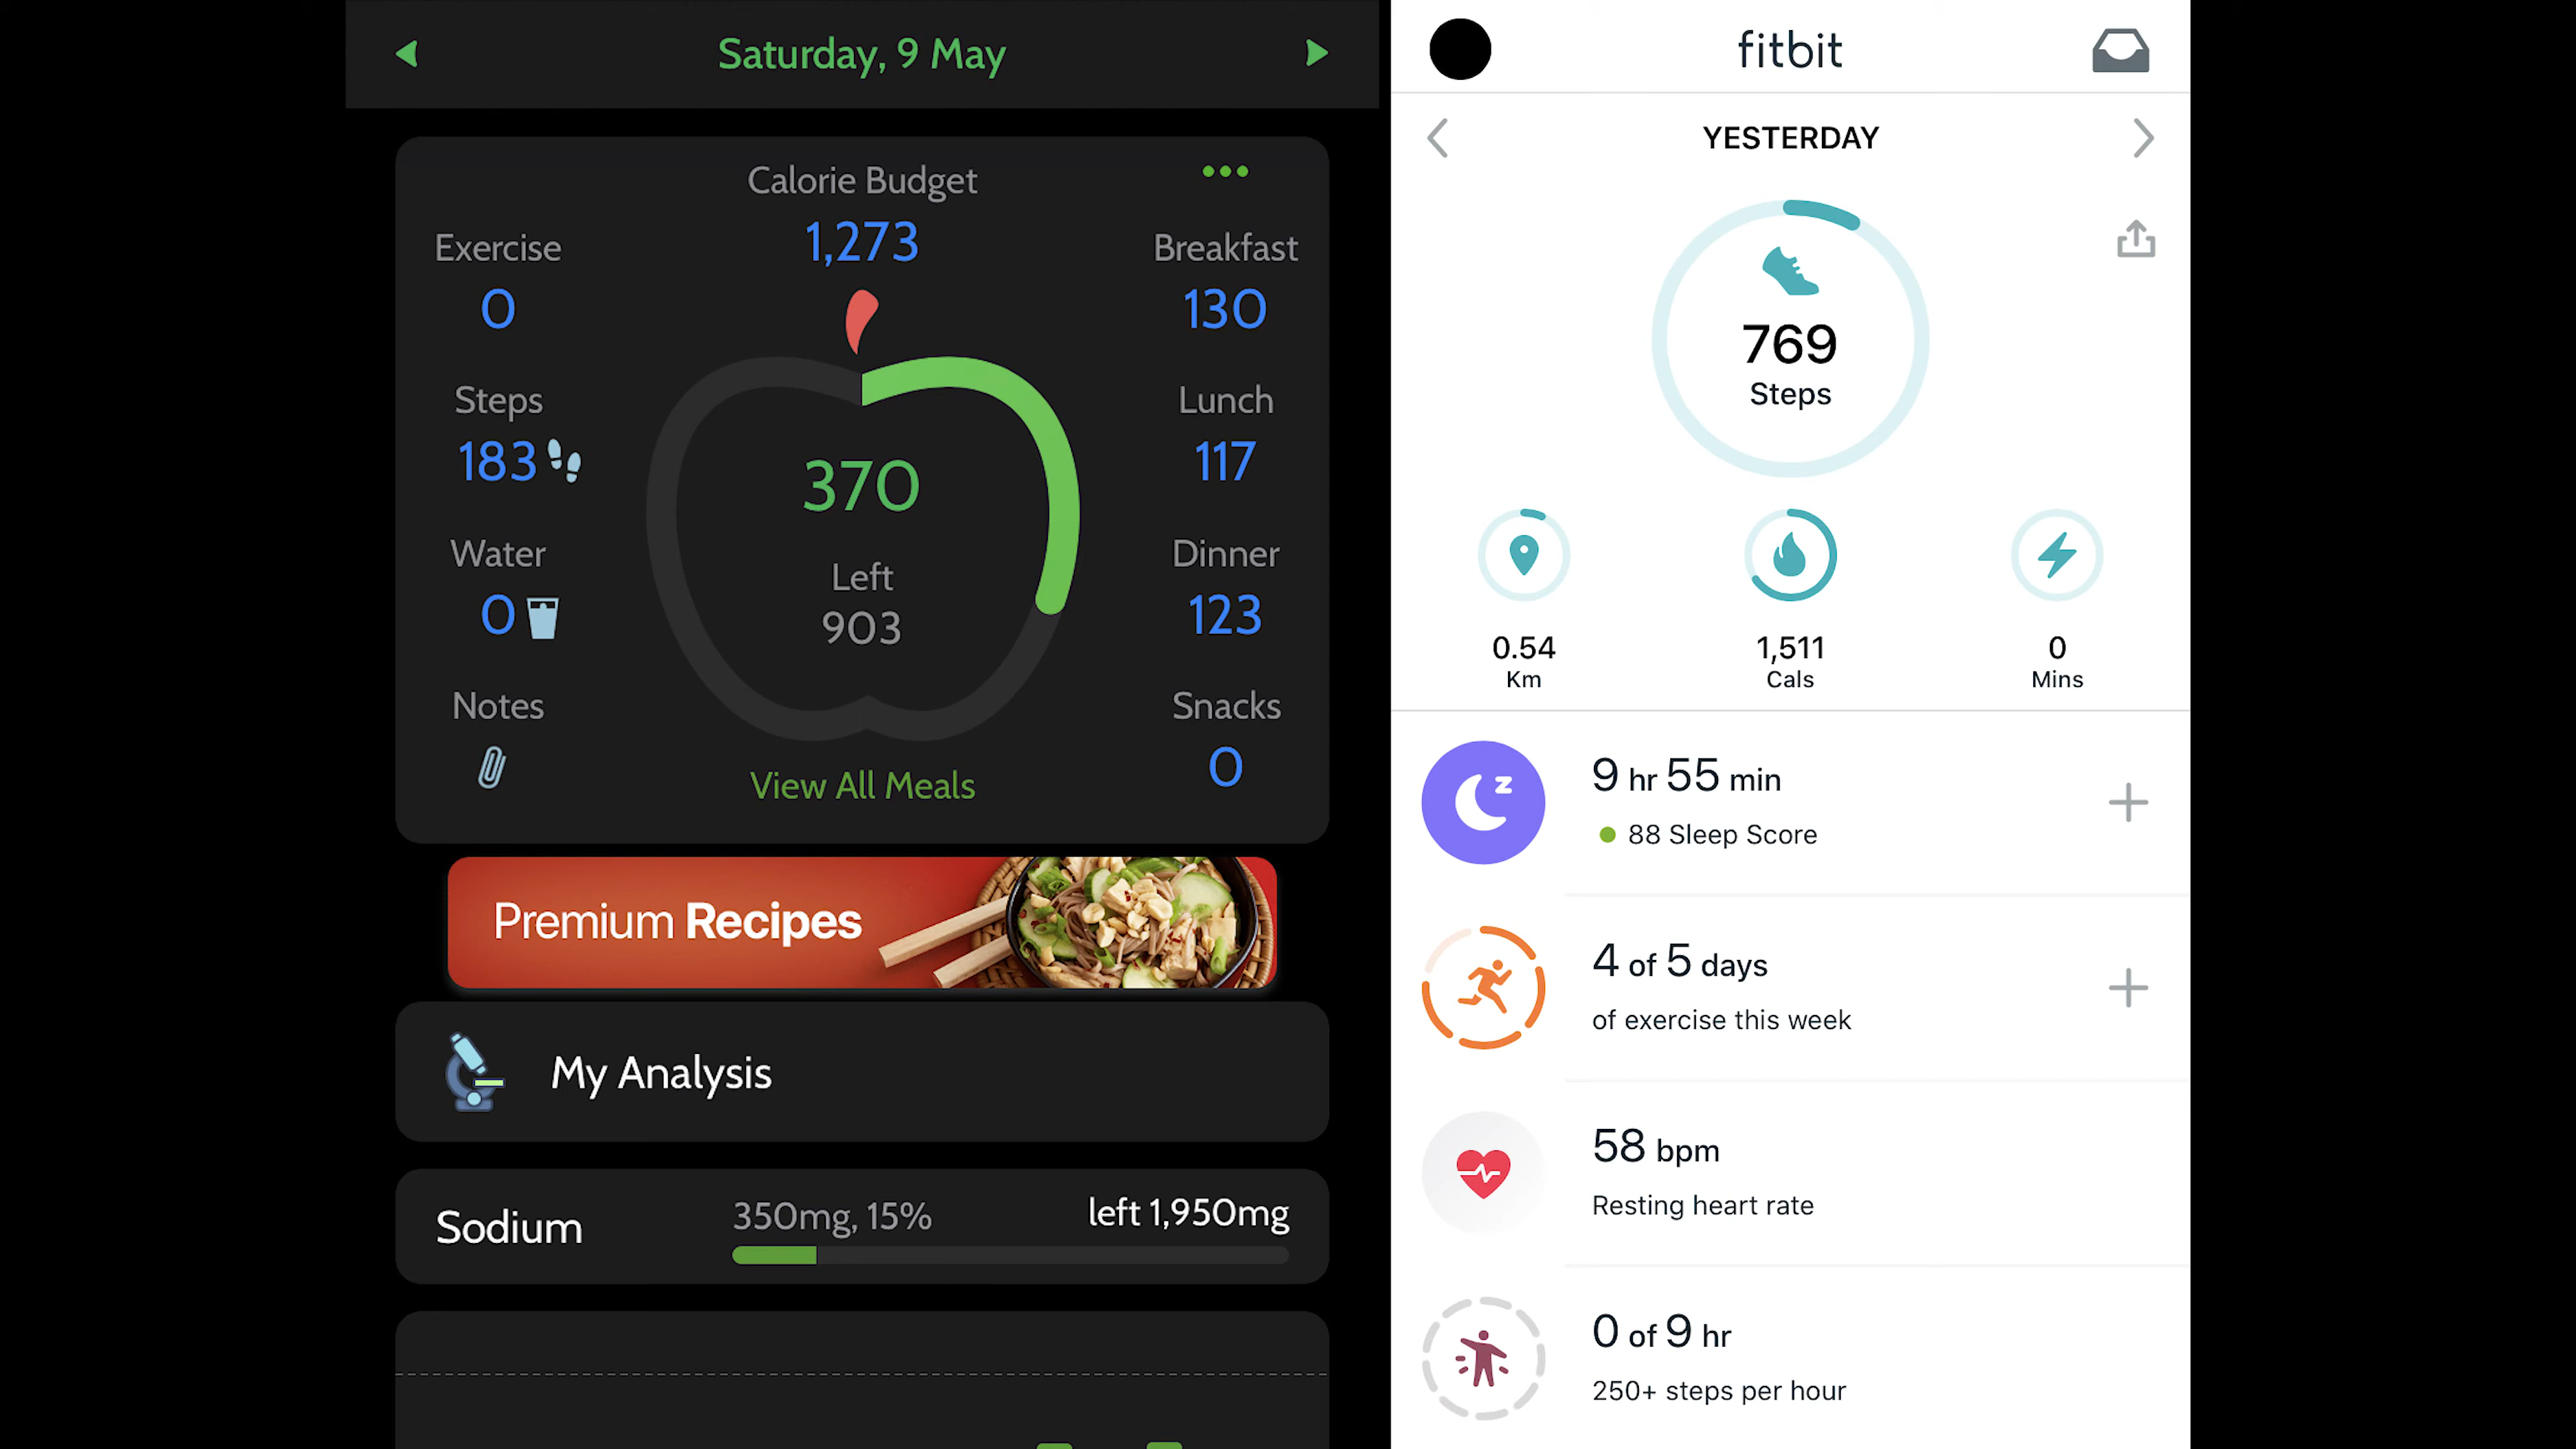 Saturday, 9 May
Calorie Budget
1,273
Exercise
0
Breakfast
130
Steps
183
Lunch
117
370
Left
903
Water
0
Dinner
123
Notes
Snacks
0
View All Meals
Premium Recipes
My Analysis
Sodium
350mg, 15%
left 1,950mg
fitbit
YESTERDAY
769
Steps
0.54
Km
1,511
Cals
0
Mins
9 hr 55 min
88 Sleep Score
z
4 of 5 days
of exercise this week
58 bpm
Resting heart rate
0 of 9 hr
250+ steps per hour